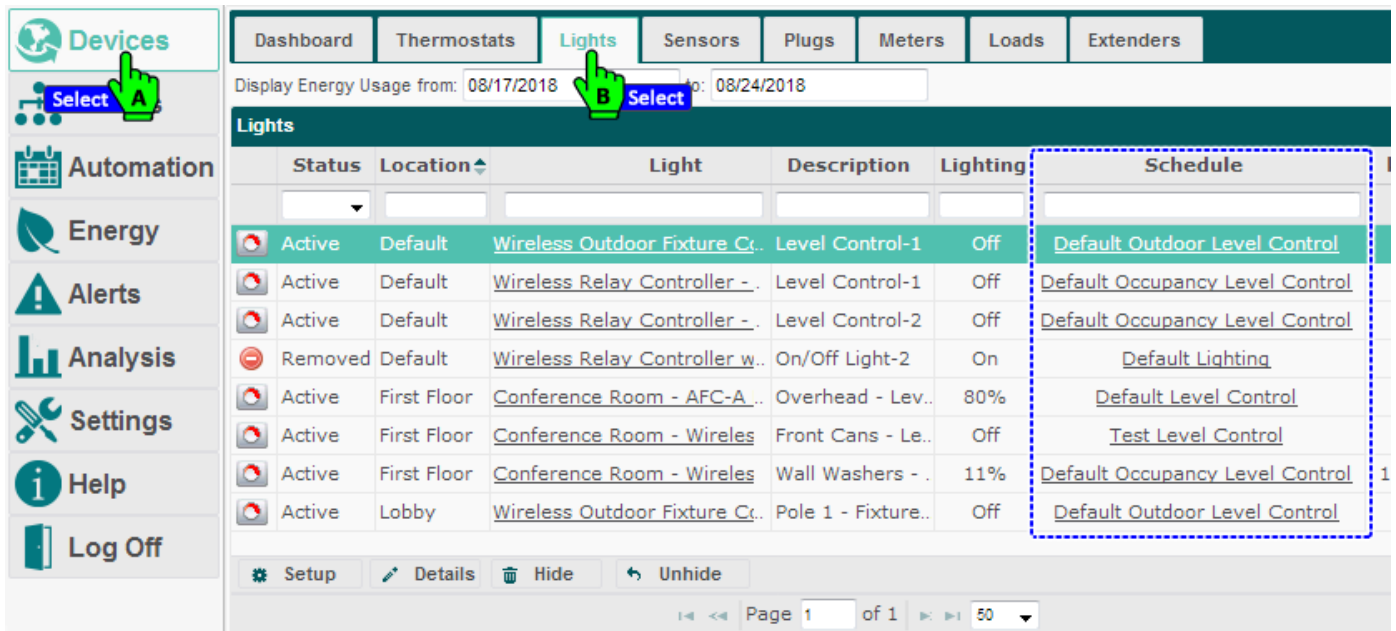 Devices
Select A s
Automation
Energy
Alerts
Analysis
Settings
Help
Log Off
Dashboard Thermostats Lights Sensors Plugs Meters Loads Extenders
Display Energy Usage from: 08/17/2018 to: 08/24/2018
B Select
Lights
Status Location Light Description Lighting Schedule
Active Default Wireless Outdoor Fixture Co.. Level Control-1 Off Default Outdoor Level Control
Active Default Wireless Relay Controller - . Level Control-1 Off Default Occupancy Level Control
Active Default Wireless Relay Controller - . Level Control-2 Off Default Occupancy Level Control
Removed Default Wireless Relay Controller w.. On/Off Light-2 On Default Lighting
Active First Floor Conference Room - AFC-A .. Overhead - Lev.. 80% Default Level Control
Active First Floor Conference Room - Wireles Front Cans - Le.. Off Test Level Control
Active First Floor Conference Room - Wireles Wall Washers - . 11% Default Occupancy Level Control 1
Active Lobby Wireless Outdoor Fixture Co.. Pole 1 - Fixture.. Off Default Outdoor Level Control
Setup Details Hide Unhide
Page 1 of 1 50